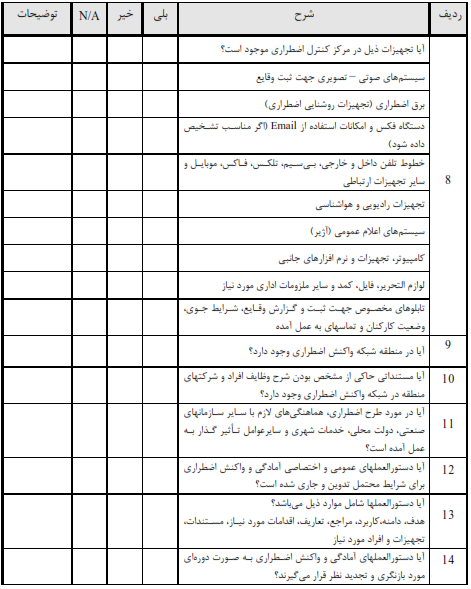 ردیف شرح بلی خیر N/A توضیحات
آیا تجهیزات ذیل در مرکز کنترل اضطراری موجود است؟
سیستم‌های صوتی – تصویری جهت ثبت وقایع
برق اضطراری (تجهیزات روشنایی اضطراری)
دستگاه فکس و امکانات استفاده از Email (اگر مناسب تشخیص
داده شود)
خطوط تلفن داخل و خارجی، بی‌سیم، تلکس، فاکس، موبایل و
سایر تجهیزات ارتباطی
8
تجهیزات رادیویی و هواشناسی
سیستم‌های اعلام عمومی (آژیر)
کامپیوتر، تجهیزات و نرم افزارهای جانبی
لوازم التحریر، فایل، کمد و سایر ملزومات اداری مورد نیاز
تابلوهای مخصوص جهت ثبت و گزارش وقایع، شرایط جوی،
وضعیت کارکنان و تماسهای به عمل آمده
9 آیا در منطقه شبکه واکنش اضطراری وجود دارد؟
10 آیا مستنداتی حاکی از مشخص بودن شرح وظایف افراد و شرکتهای
منطقه در شبکه واکنش اضطراری وجود دارد؟
11 آیا در مورد طرح اضطراری، هماهنگی‌های لازم با سایر سازمانهای
صنعتی، دولت محلی، خدمات شهری و سایرعوامل تأثیر گذار به
عمل آمده است؟
12 آیا دستورالعملهای عمومی و اختصاصی آمادگی و واکنش اضطراری
برای شرایط محتمل تدوین و جاری شده است؟
13 آیا دستورالعملها شامل موارد ذیل می‌باشد؟
هدف، دامنه،کاربرد، مراجع، تعاریف، اقدامات مورد نیاز، مستندات،
تجهیزات و افراد مورد نیاز
14 آیا دستورالعملهای آمادگی و واکنش اضطراری به صورت دوره‌ای
مورد بازنگری و تجدید نظر قرار می‌گیرند؟